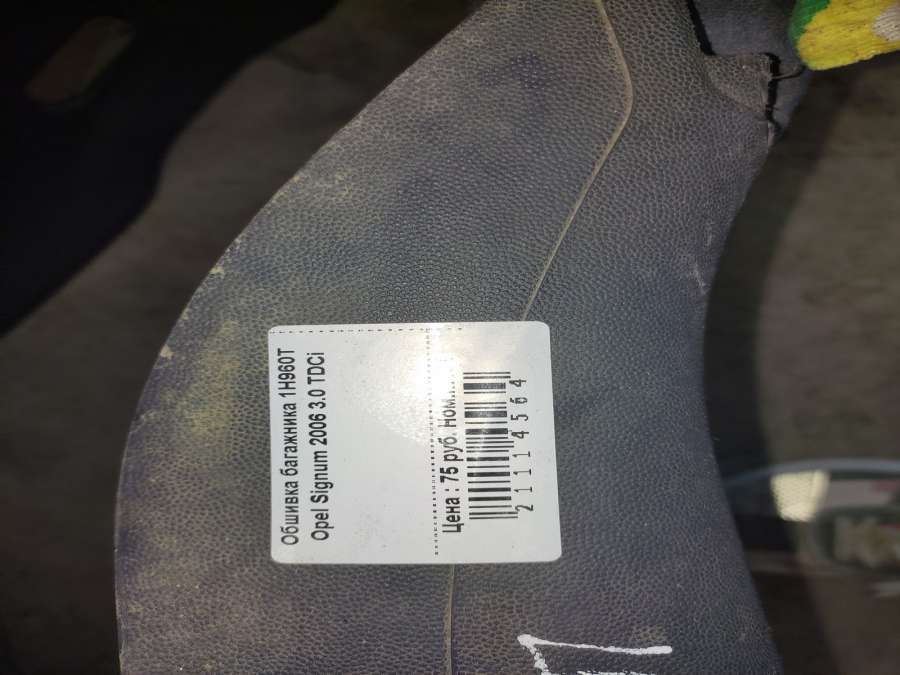 Обшивка багажника 1H960T
Opel Signum 2006 3.0 TDCi
Цена : 75 руб. Ном....
21114564